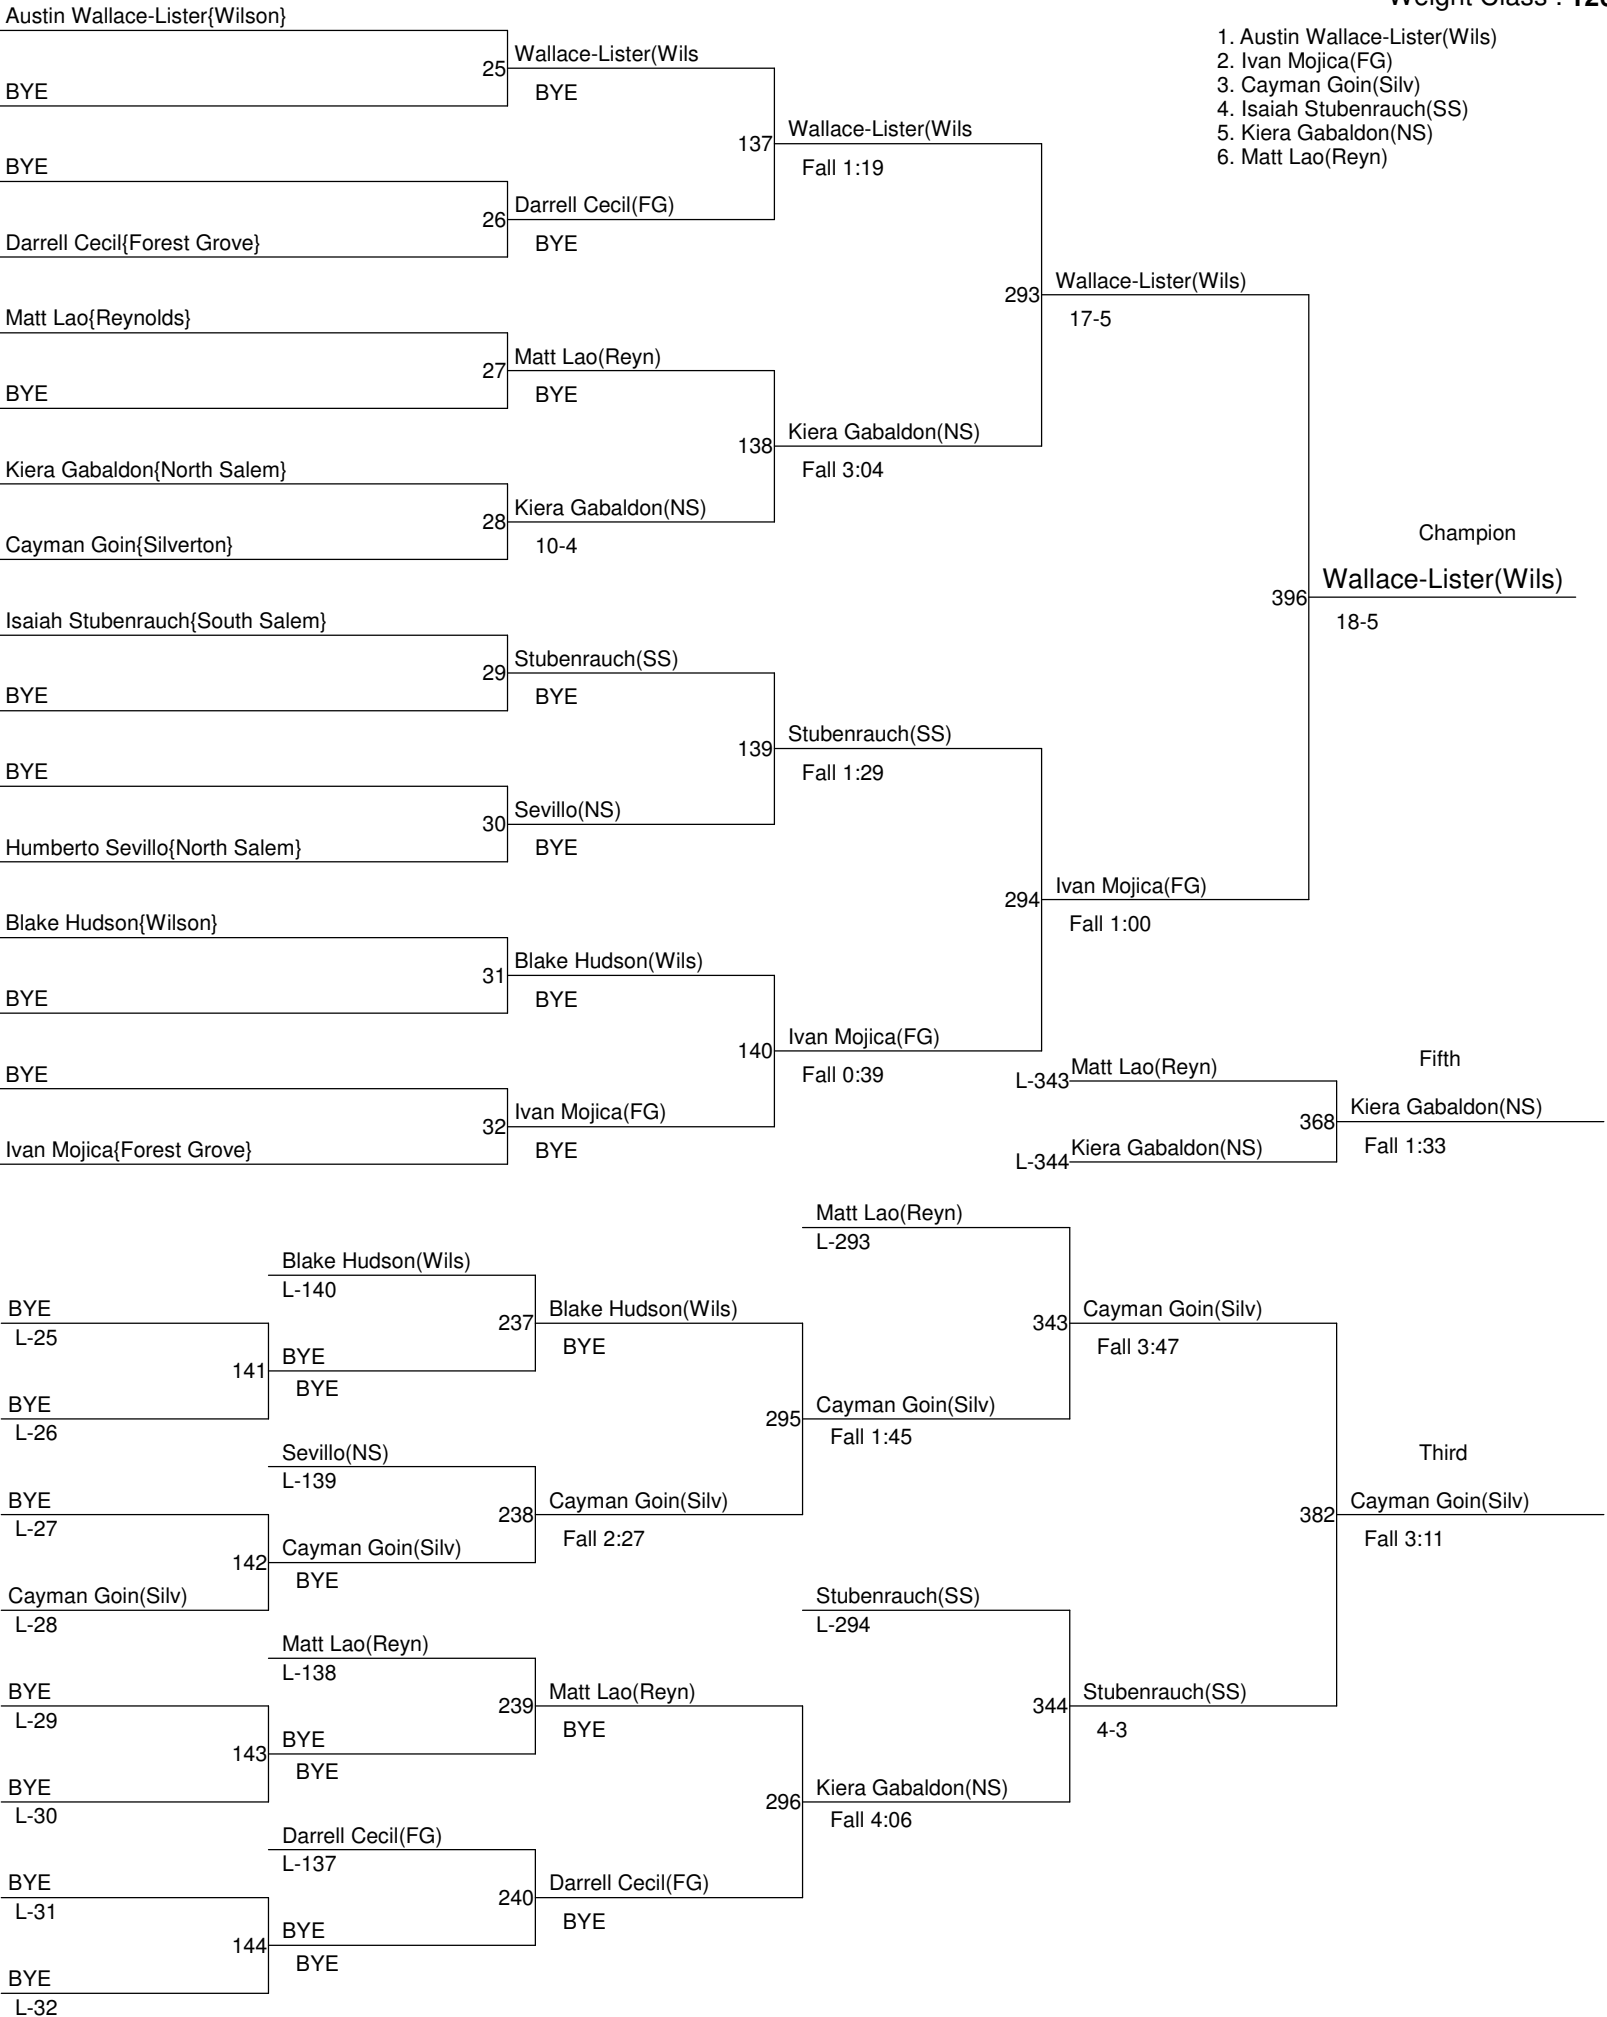 Weight Class :
1. Austin Wallace-Lister(Wils)
2. Ivan Mojica(FG)
3. Cayman Goin(Silv)
4. Isaiah Stubenrauch(SS)
5. Kiera Gabaldon(NS)
6. Matt Lao(Reyn)
Austin Wallace-Lister{Wilson}
BYE
BYE
Darrell Cecil{Forest Grove}
Matt Lao{Reynolds}
BYE
Kiera Gabaldon{North Salem}
Cayman Goin{Silverton}
Isaiah Stubenrauch{South Salem}
BYE
BYE
Humberto Sevillo{North Salem}
Blake Hudson{Wilson}
BYE
BYE
Ivan Mojica{Forest Grove}
25
Wallace-Lister(Wils
BYE
26
Darrell Cecil(FG)
BYE
27
Matt Lao(Reyn)
BYE
28
Kiera Gabaldon(NS)
10-4
29
Stubenrauch(SS)
BYE
30
Sevillo(NS)
BYE
31
Blake Hudson(Wils)
BYE
32
Ivan Mojica(FG)
BYE
137
Wallace-Lister(Wils
Fall 1:19
138
Kiera Gabaldon(NS)
Fall 3:04
139
Stubenrauch(SS)
Fall 1:29
140
Ivan Mojica(FG)
Fall 0:39
293
Wallace-Lister(Wils)
17-5
294
Ivan Mojica(FG)
Fall 1:00
Champion
396
Wallace-Lister(Wils)
18-5
L-343
Matt Lao(Reyn)
L-344
Kiera Gabaldon(NS)
Fifth
368
Kiera Gabaldon(NS)
Fall 1:33
BYE
L-25
BYE
L-26
BYE
L-27
Cayman Goin(Silv)
L-28
BYE
L-29
BYE
L-30
BYE
L-31
BYE
L-32
Blake Hudson(Wils)
L-140
141
BYE
BYE
Sevillo(NS)
L-139
142
Cayman Goin(Silv)
BYE
Matt Lao(Reyn)
L-138
143
BYE
BYE
Darrell Cecil(FG)
L-137
144
BYE
BYE
237
Blake Hudson(Wils)
BYE
238
Cayman Goin(Silv)
Fall 2:27
239
Matt Lao(Reyn)
BYE
240
Darrell Cecil(FG)
BYE
Matt Lao(Reyn)
L-293
295
Cayman Goin(Silv)
Fall 1:45
Stubenrauch(SS)
L-294
296
Kiera Gabaldon(NS)
Fall 4:06
343
Cayman Goin(Silv)
Fall 3:47
344
Stubenrauch(SS)
4-3
Third
382
Cayman Goin(Silv)
Fall 3:11